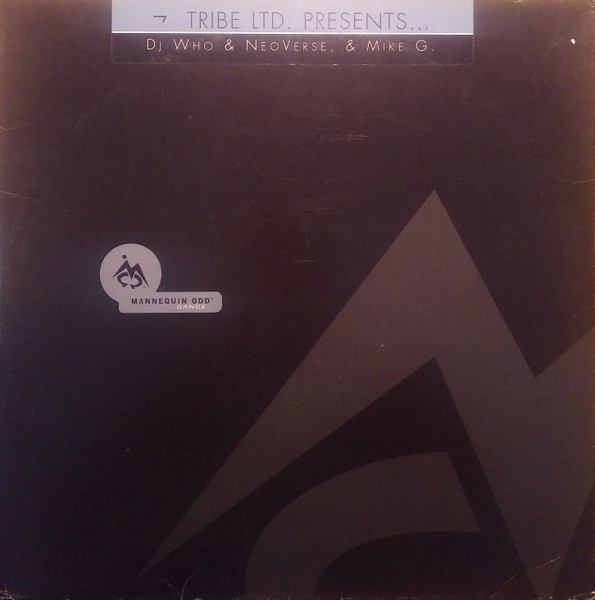 TRIBE LTD. PRESENTS...
DJ WHO & NEOVERSE, & MIKE G.
MANNEQUIN ODD
DANCE